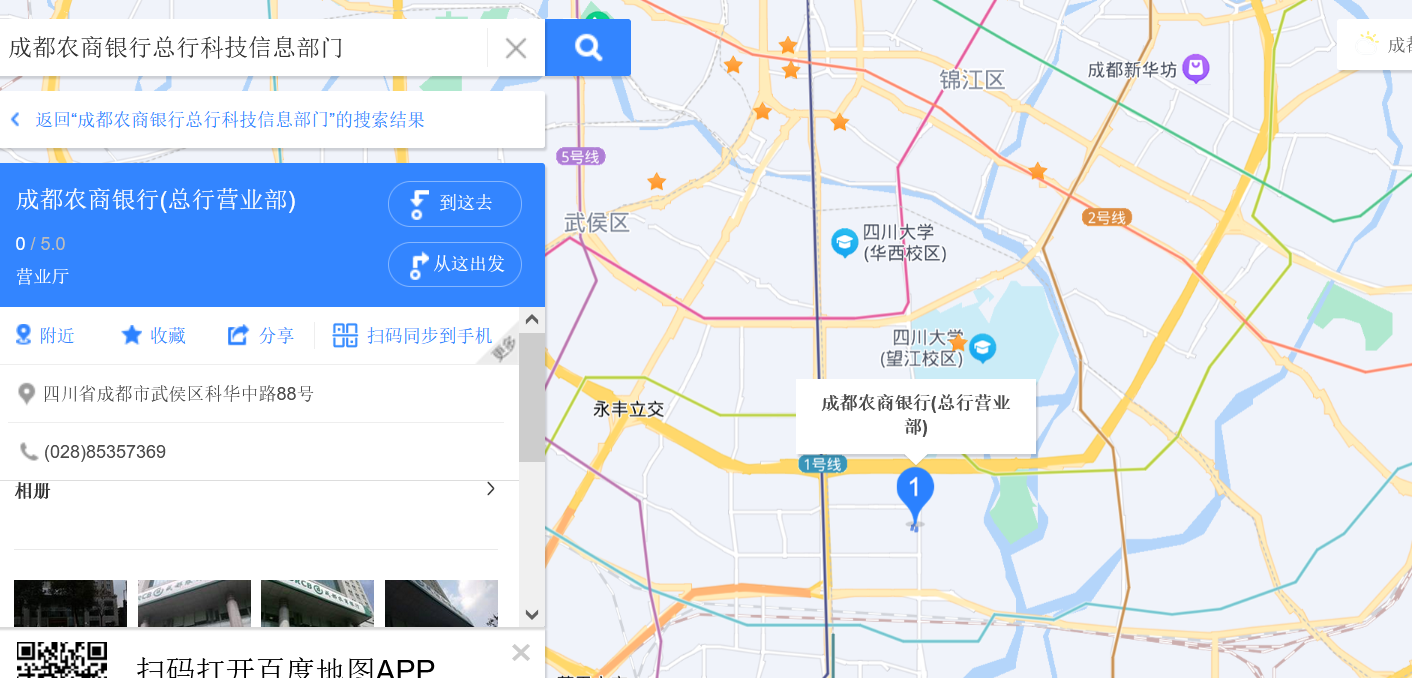 成都农商银行总行科技信息部门
返回“成都农商银行总行科技信息部门”的搜索结果
成都农商银行(总行营业部)
到这去
0 / 5.0
从这出发
营业厅
附近
收藏
分享
扫码同步到手机
更多
四川省成都市武侯区科华中路88号
(028)85357369
相册
扫码打开百度地图APP
锦江区
成都新华坊
5号线
武侯区
四川大学
(华西校区)
2号线
四川大学
(望江校区)
永丰立交
成都农商银行(总行营业
部)
1号线
1